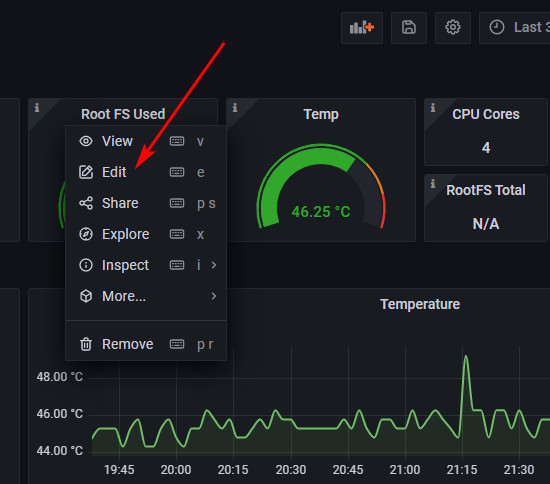 Last 3
Root FS Used
Temp
CPU Cores
4
46.25 °C
RootFS Total
N/A
View v
Edit e
Share p s
Explore x
Inspect i
More...
Remove p r
Temperature
48.00 °C
46.00 °C
44.00 °C
19:45 20:00 20:15 20:30 20:45 21:00 21:15 21:30